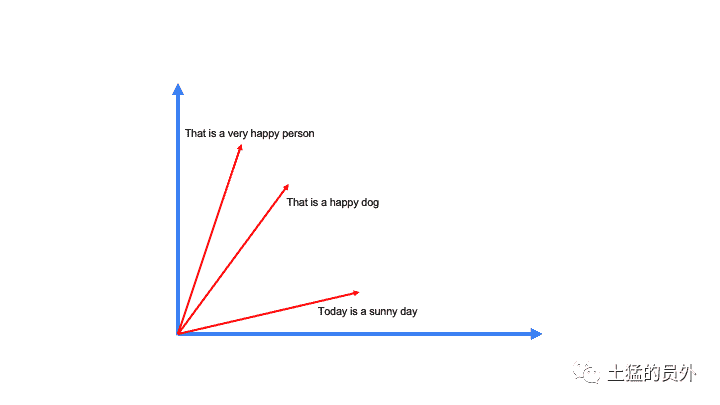 That is a very happy person
That is a happy dog
Today is a sunny day
土猛的员外